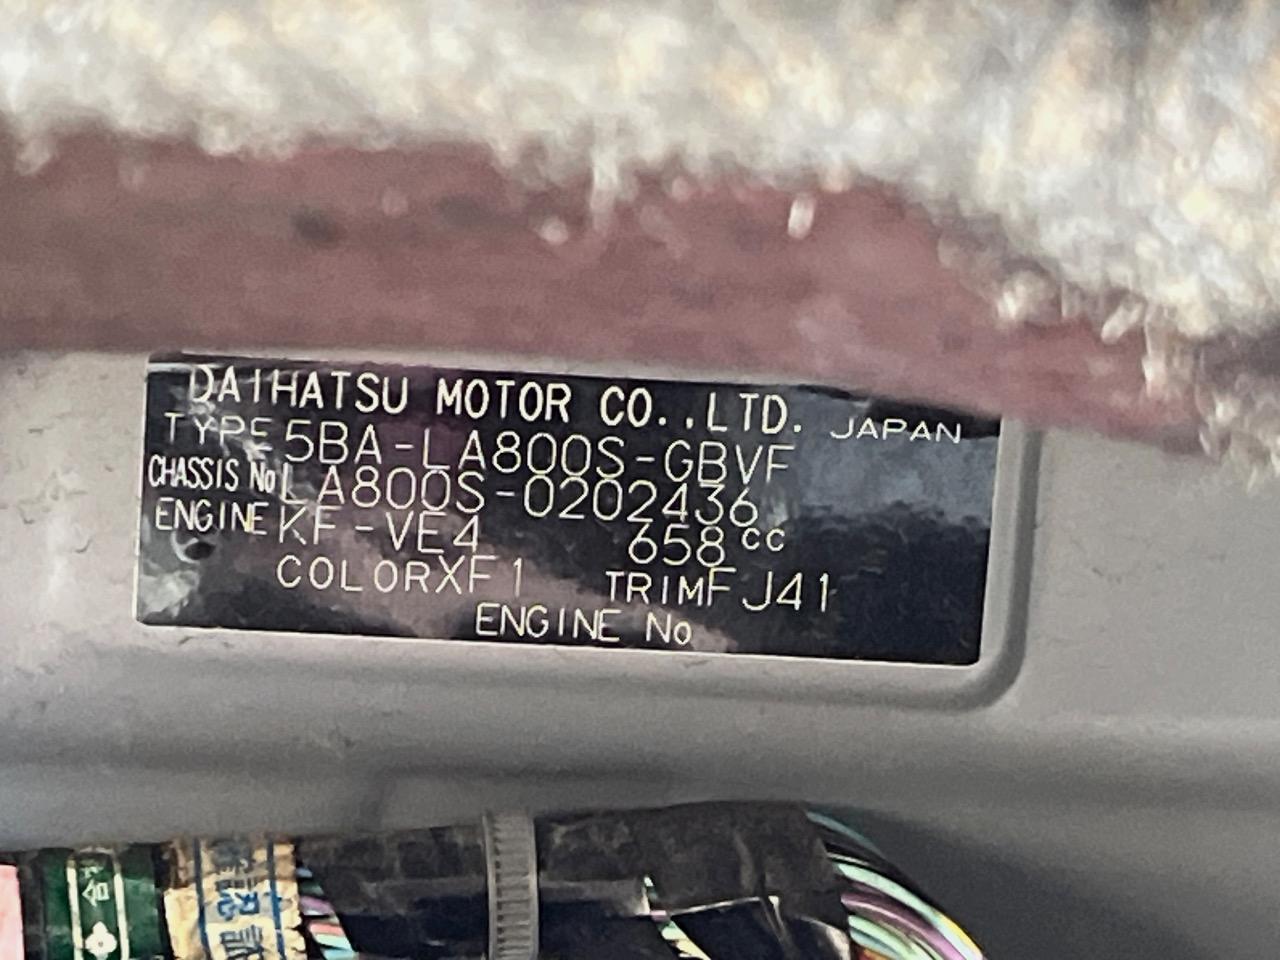 DAIHATSU MOTOR CO.,LTD. JAPAN
TYPE 5BA-LA800S-GBVF
CHASSIS No LA800S-0202436
ENGINE KF-VE4 658cc
COLOR XF1 TRIM FJ41
ENGINE No